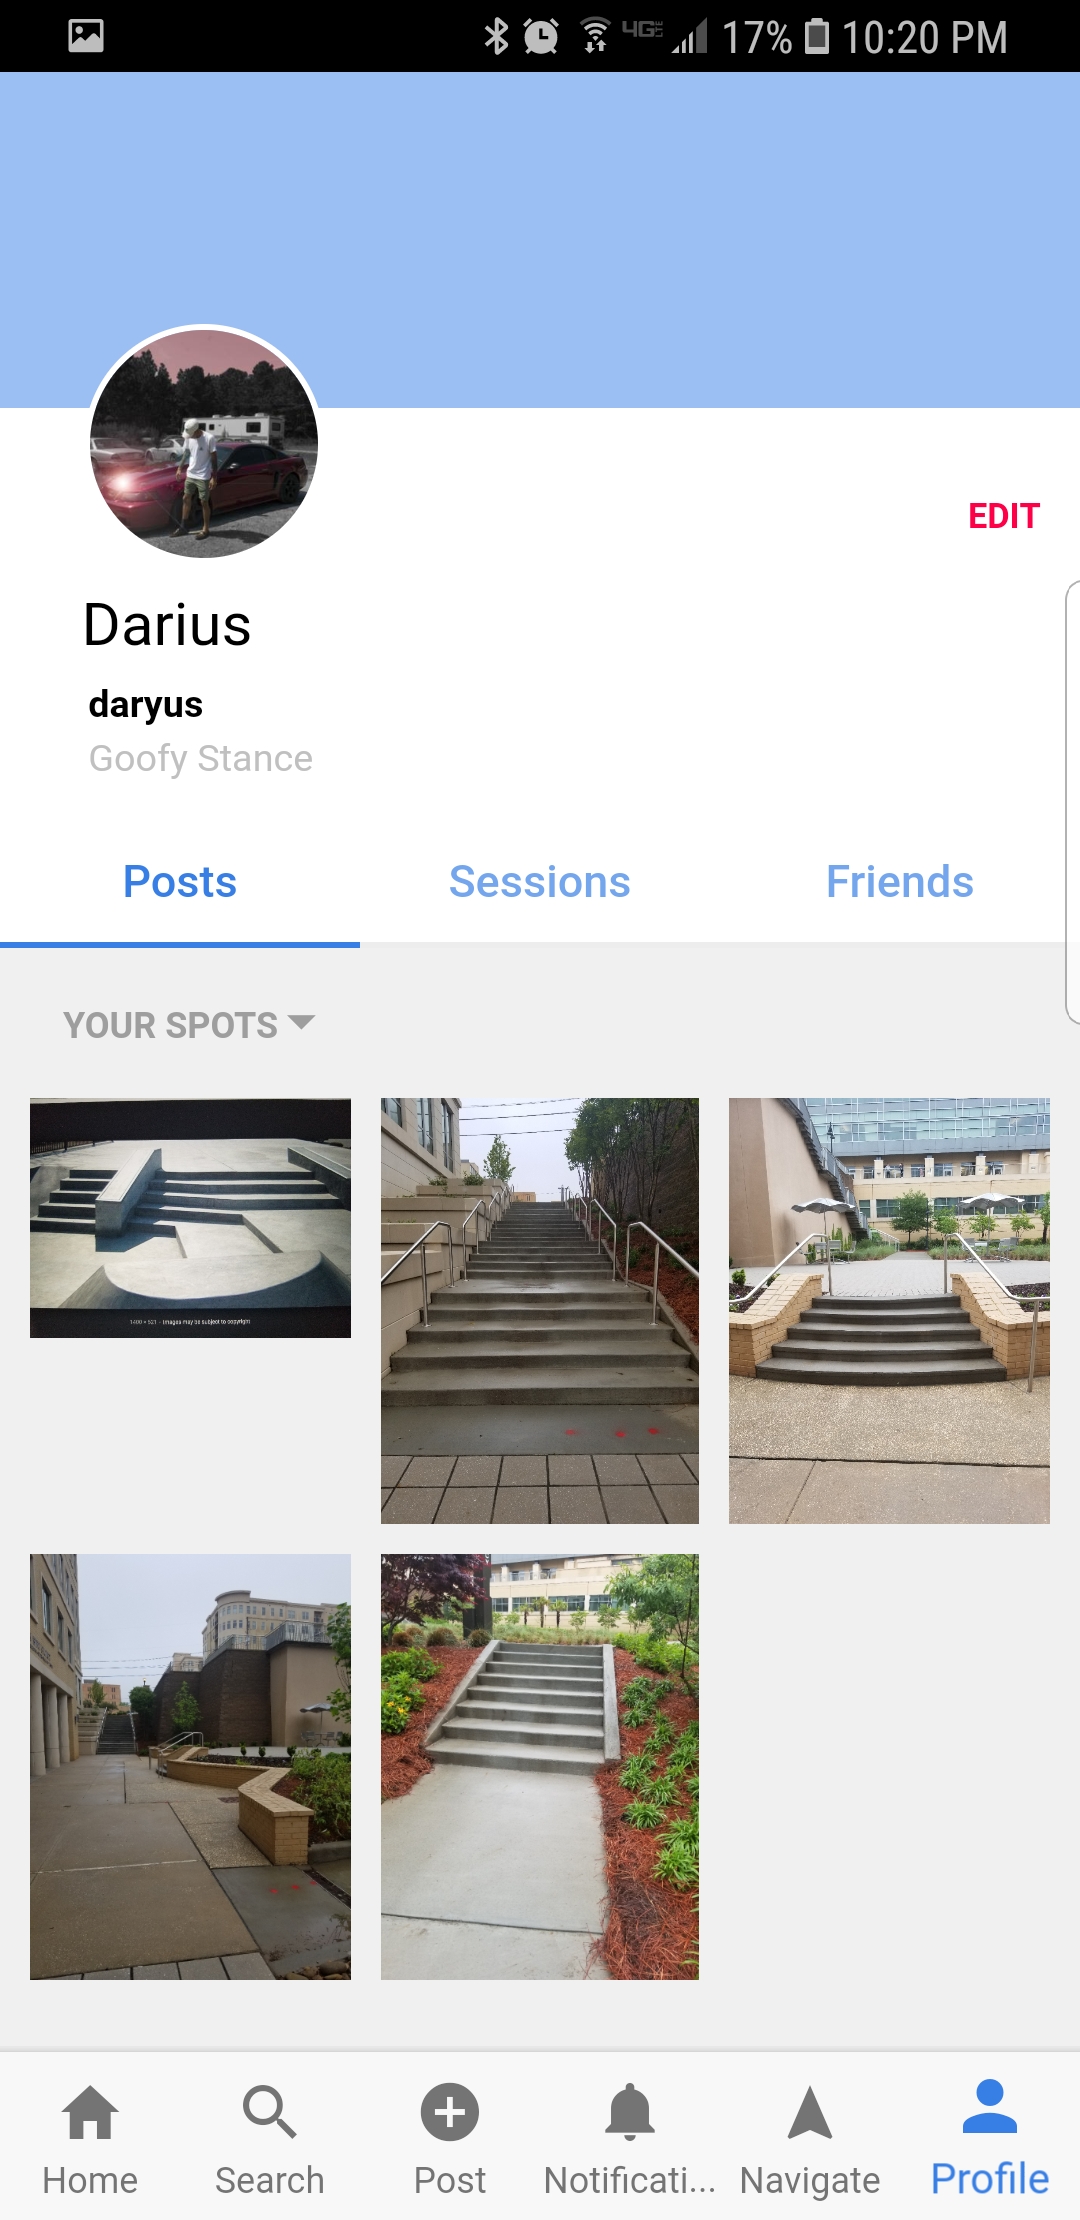 4G LTE 17% 10:20 PM
EDIT
Darius
daryus
Goofy Stance
Posts Sessions Friends
YOUR SPOTS
1400 × 521 - Images may be subject to copyright
Home Search Post Notificati... Navigate Profile